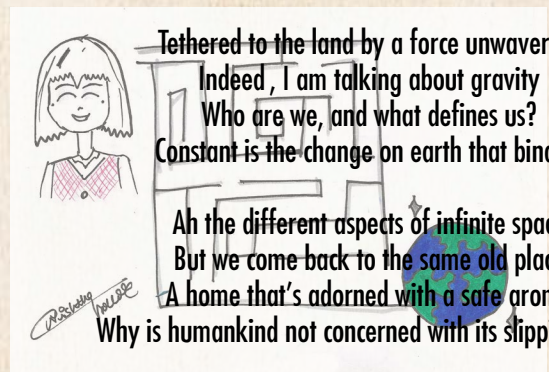 Tethered to the land by a force
Indeed , I am talking about gravity
Who are we, and what defines us?
Constant is the change on earth that
Ah the different aspects of infinite
But we come back to the same old
A home that's adorned with a safe
Why is humankind not concerned with its